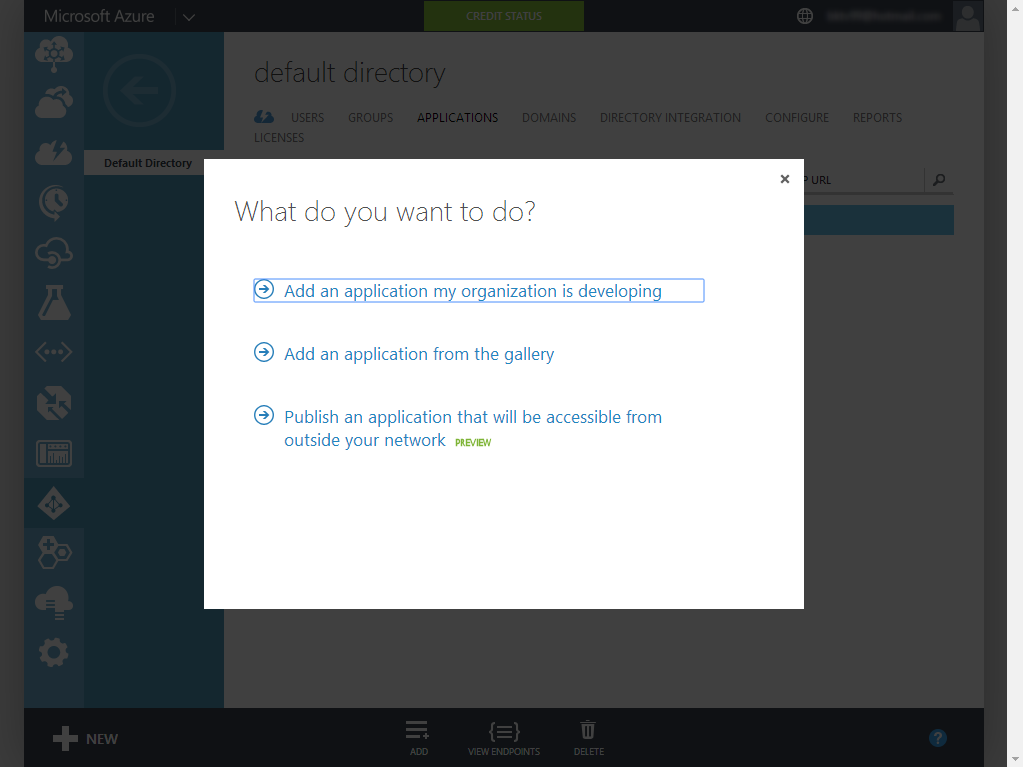 Microsoft Azure
CREDIT STATUS
default directory
USERS GROUPS APPLICATIONS DOMAINS DIRECTORY INTEGRATION CONFIGURE REPORTS
LICENSES
Default Directory
P URL
What do you want to do?
Add an application my organization is developing
Add an application from the gallery
Publish an application that will be accessible from
outside your network PREVIEW
NEW
ADD
VIEW ENDPOINTS
DELETE
?